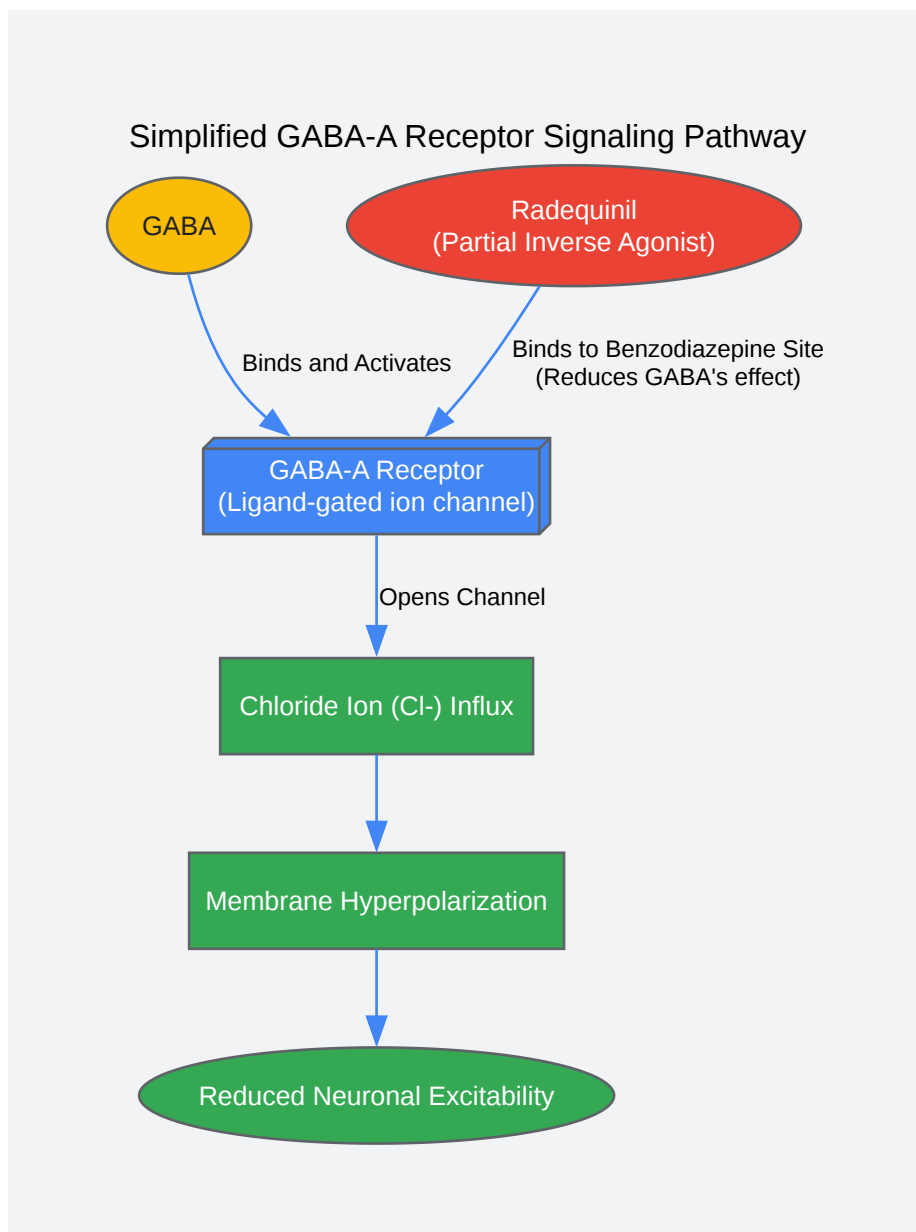 Simplified GABA-A Receptor Signaling Pathway
GABA
Radequinil
(Partial Inverse Agonist)
Binds and Activates
Binds to Benzodiazepine Site
(Reduces GABA's effect)
GABA-A Receptor
(Ligand-gated ion channel)
Opens Channel
Chloride Ion (Cl-) Influx
Membrane Hyperpolarization
Reduced Neuronal Excitability